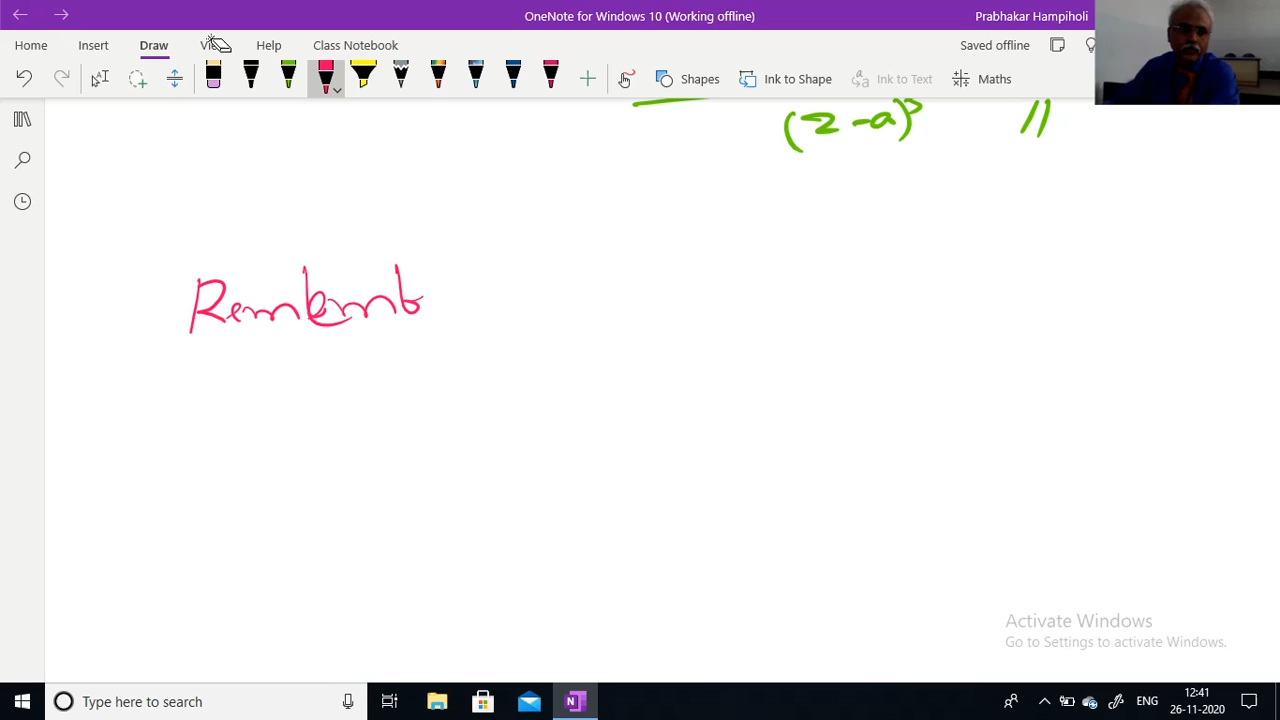 OneNote for Windows 10 (Working offline)
Prabhakar Hampiholi
Home Insert Draw Help Class Notebook
Saved offline
Shapes Ink to Shape Ink to Text Maths
(z-a)³ //
Activate Windows
Go to Settings to activate Windows.
Type here to search
ENG
12:41
26-11-2020